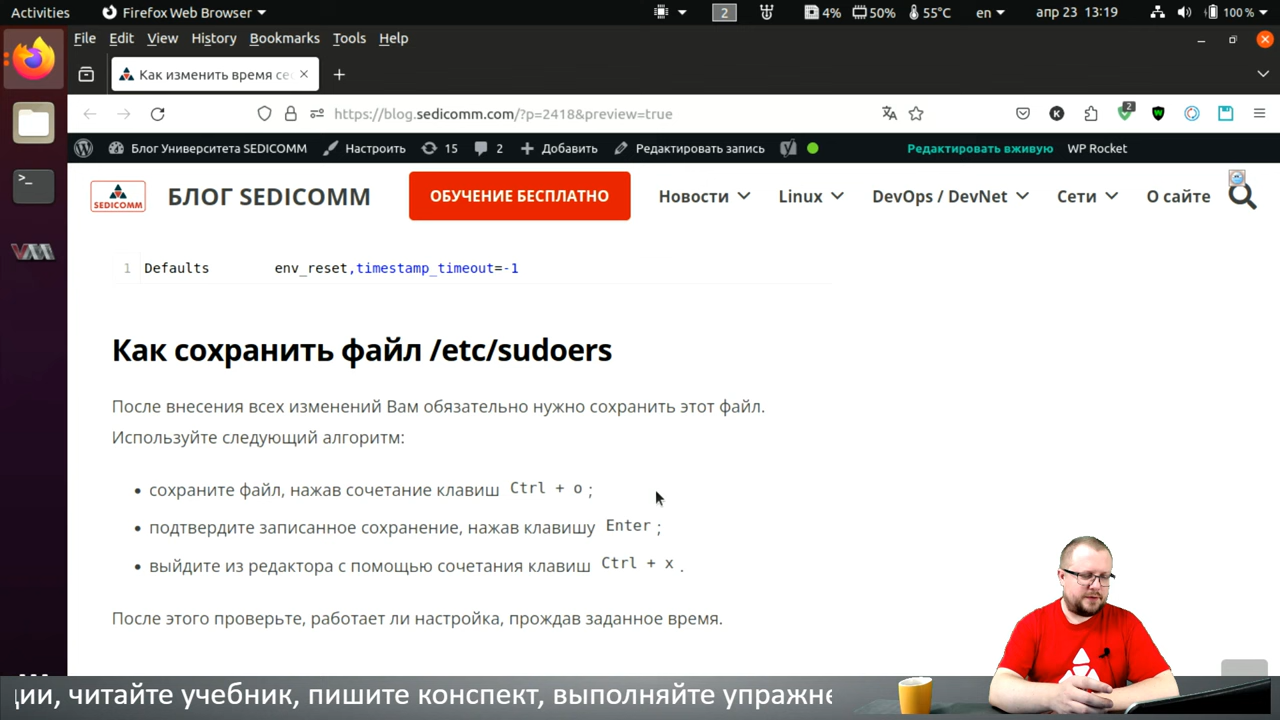 Activities Firefox Web Browser 2 4% 50% 55°C en апр 23 13:19 100 %
File Edit View History Bookmarks Tools Help
Как изменить время се
https://blog.sedicomm.com/?p=2418&preview=true K 2
Блог Университета SEDICOMM Настроить 15 2 Добавить Редактировать запись Редактировать вживую WP Rocket
SEDICOMM БЛОГ SEDICOMM ОБУЧЕНИЕ БЕСПЛАТНО Новости Linux DevOps / DevNet Сети О сайте
1 Defaults env_reset,timestamp_timeout=-1
Как сохранить файл /etc/sudoers
После внесения всех изменений Вам обязательно нужно сохранить этот файл.
Используйте следующий алгоритм:
• сохраните файл, нажав сочетание клавиш Ctrl + o ;
• подтвердите записанное сохранение, нажав клавишу Enter ;
• выйдите из редактора с помощью сочетания клавиш Ctrl + x .
После этого проверьте, работает ли настройка, прождав заданное время.
ции, читайте учебник, пишите конспект, выполняйте упражне